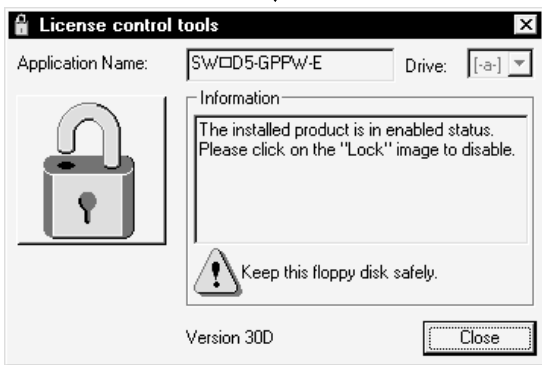 License control tools
Application Name:
SW□D5-GPPW-E
Drive:
[-a-]
Information
The installed product is in enabled status.
Please click on the "Lock" image to disable.
Keep this floppy disk safely.
Version 30D
Close